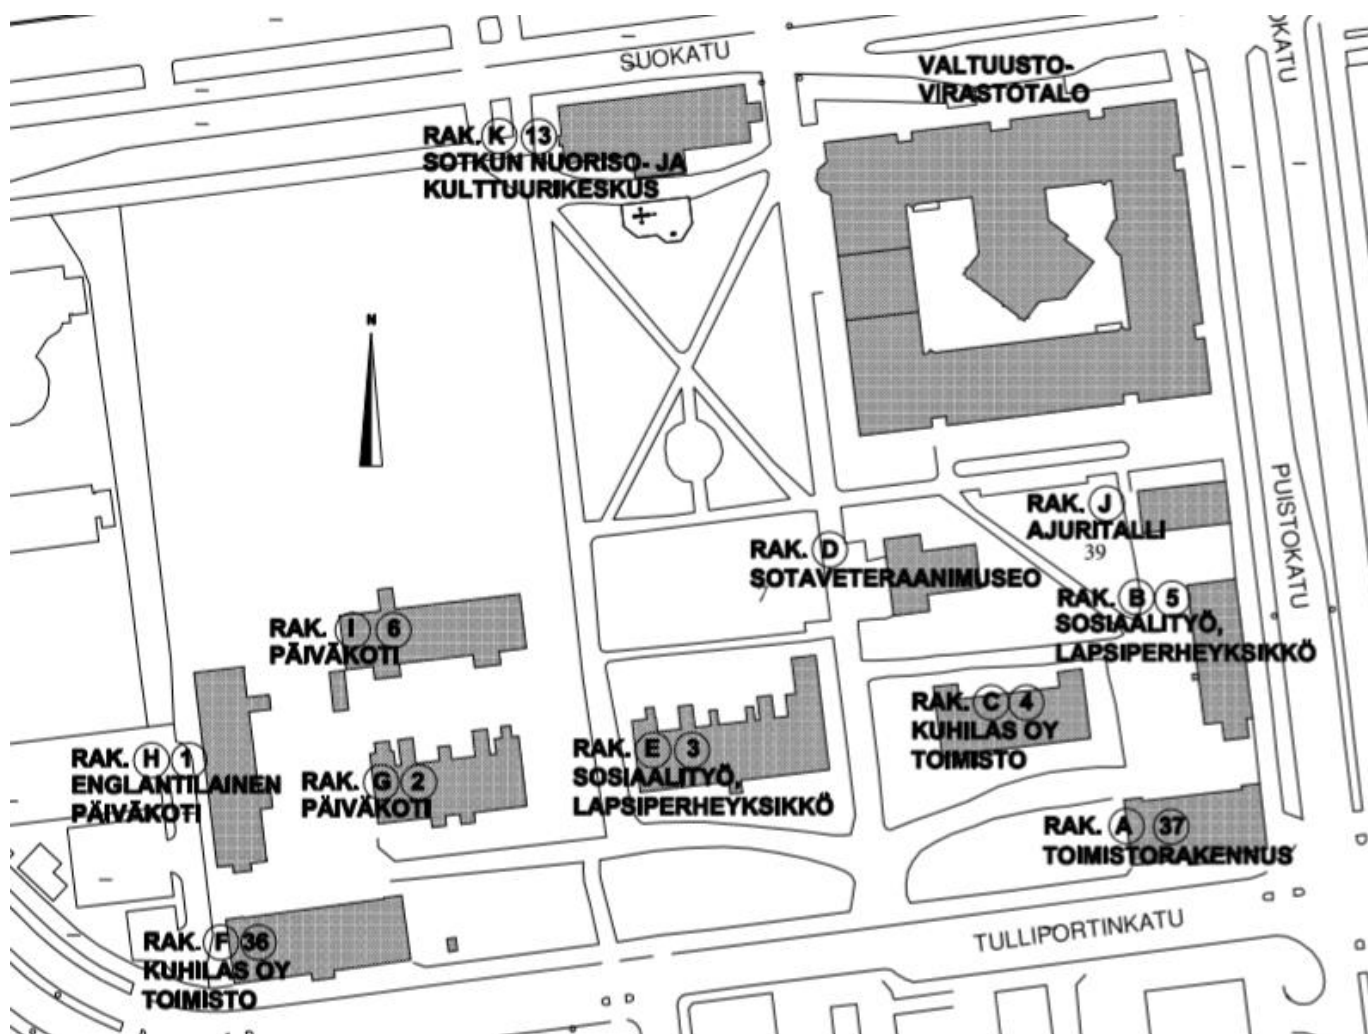 SUOKATU
OKATU
VALTUUSTO-
VIRASTOTALO
RAK. K 13
SOTKUN NUORISO- JA
KULTTUURIKESKUS
N
PUISTOKATU
RAK. J
AJURITALLI
39
RAK. D
SOTAVETERAANIMUSEO
RAK. B 5
SOSIAALITYÖ,
LAPSIPERHEYKSIKKÖ
RAK. I 6
PÄIVÄKOTI
RAK. C 4
KUHILAS OY
TOIMISTO
RAK. H 1
ENGLANTILAINEN
PÄIVÄKOTI
RAK. G 2
PÄIVÄKOTI
RAK. E 3
SOSIAALITYÖ,
LAPSIPERHEYKSIKKÖ
RAK. A 37
TOIMISTORAKENNUS
RAK. F 36
KUHILAS OY
TOIMISTO
TULLIPORTINKATU